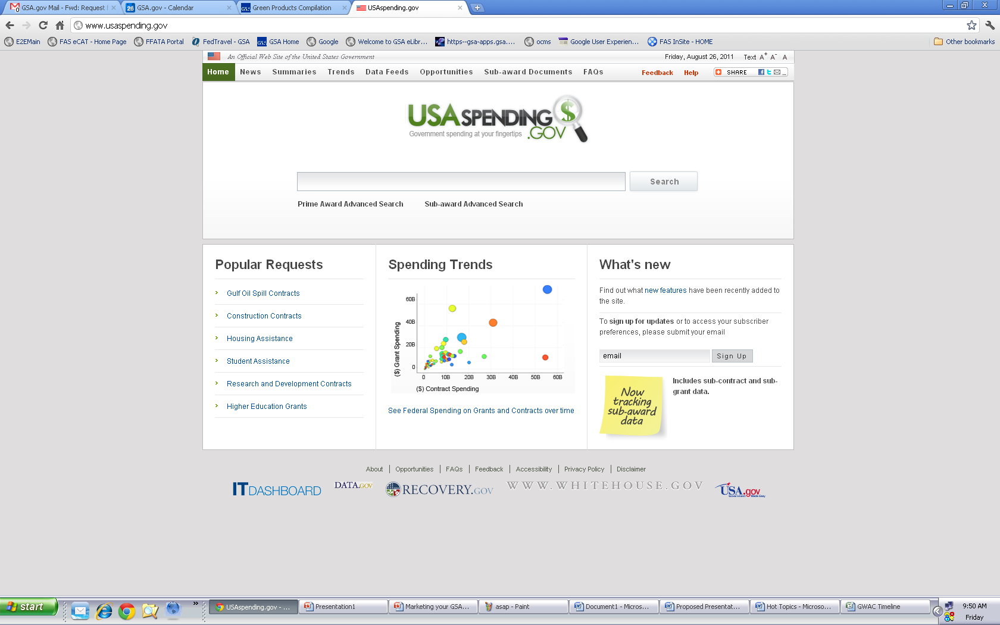 GSA.gov Mail - Fwd: Request
GSA.gov - Calendar
Green Products Compilation
USAspending.gov
www.usaspending.gov
E2EMain
FAS eCAT - Home Page
FFATA Portal
FedTravel - GSA
GSA Home
Google
Welcome to GSA eLibr...
https--gsa-apps.gsa....
ocms
Google User Experien...
FAS InSite - HOME
Other bookmarks
An Official Web Site of the United States Government
Friday, August 26, 2011
Text A+ A- A
Home News Summaries Trends Data Feeds Opportunities Sub-award Documents FAQs
Feedback Help
SHARE
...
USASPENDING.GOV
Government spending at your fingertips
Search
Prime Award Advanced Search
Sub-award Advanced Search
Popular Requests
Gulf Oil Spill Contracts
Construction Contracts
Housing Assistance
Student Assistance
Research and Development Contracts
Higher Education Grants
Spending Trends
60B
40B
20B
0
($) Grant Spending
0 10B 20B 30B 40B 50B 60B
($) Contract Spending
See Federal Spending on Grants and Contracts over time
What's new
Find out what new features have been recently added to
the site.
To sign up for updates or to access your subscriber
preferences, please submit your email
email
Sign Up
Now
tracking
sub-award
data
Includes sub-contract and sub-
grant data.
About | Opportunities | FAQs | Feedback | Accessibility | Privacy Policy | Disclaimer
ITDASHBOARD
DATA.GOV
RECOVERY.GOV
WWW.WHITEHOUSE.GOV
USA.gov
Government Made Easy
start
USAspending.gov - ...
Presentation1
Marketing your GSA...
asap - Paint
Document1 - Micros...
Proposed Presentat...
Hot Topics - Microso...
GWAC Timeline
9:50 AM
Friday